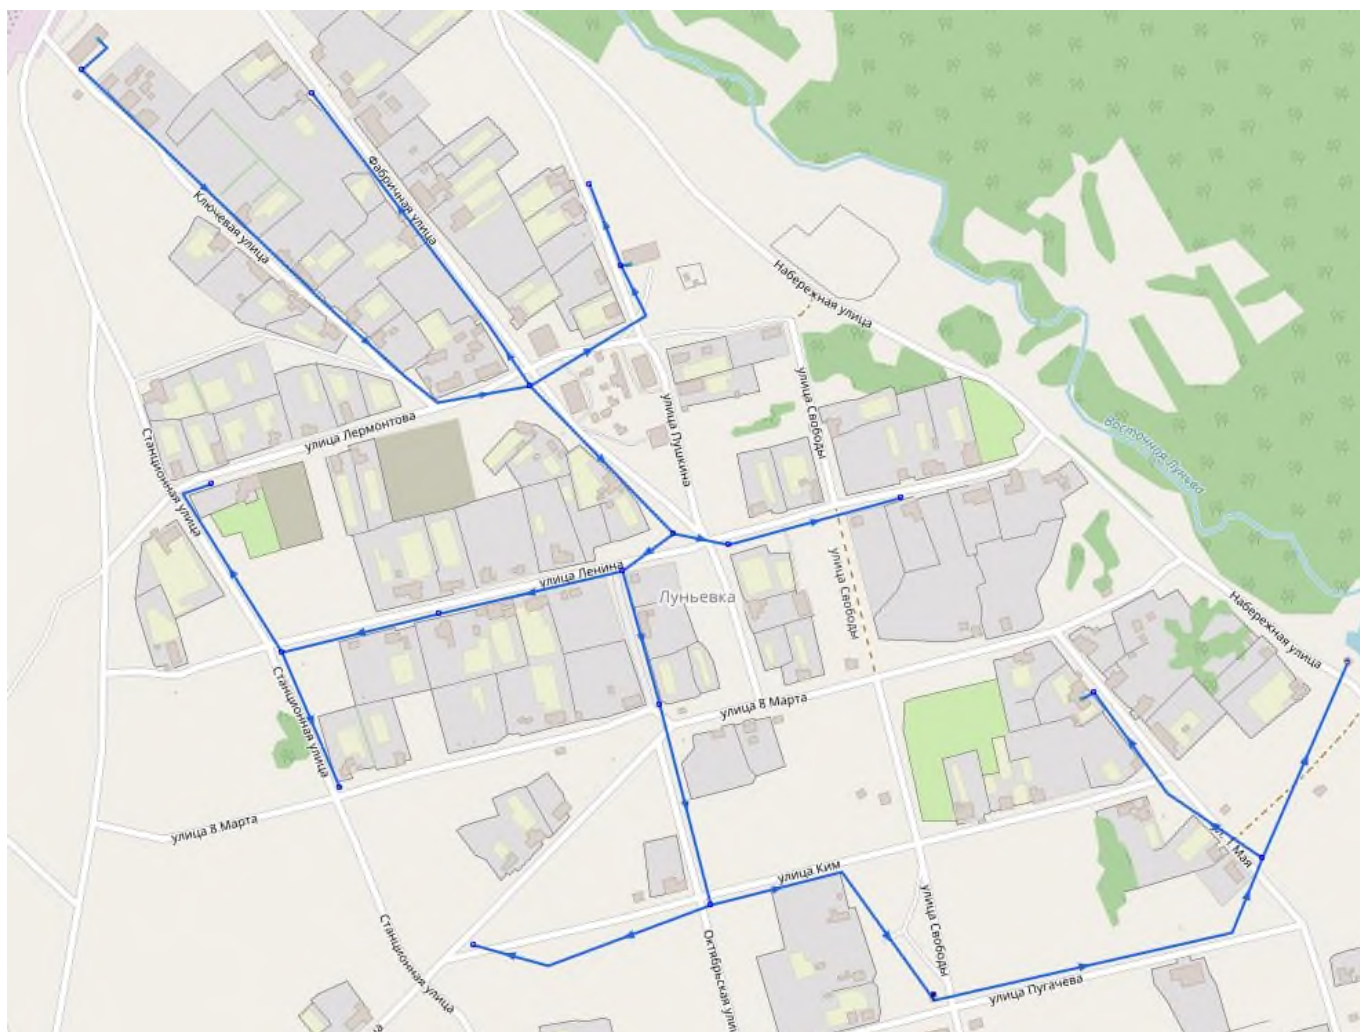 Ключевая улица
Фабричная улица
Набережная улица
улица Свободы
улица Пушкина
улица Лермонтова
Станционная улица
Восточная Луньва
улица Ленина
Луньевка
улица Свободы
Набережная улица
Станционная улица
улица 8 Марта
улица 8 Марта
улица Ким
ул. 1 Мая
улица Свободы
Станционная улица
Октябрьская ули
улица Пугачёва